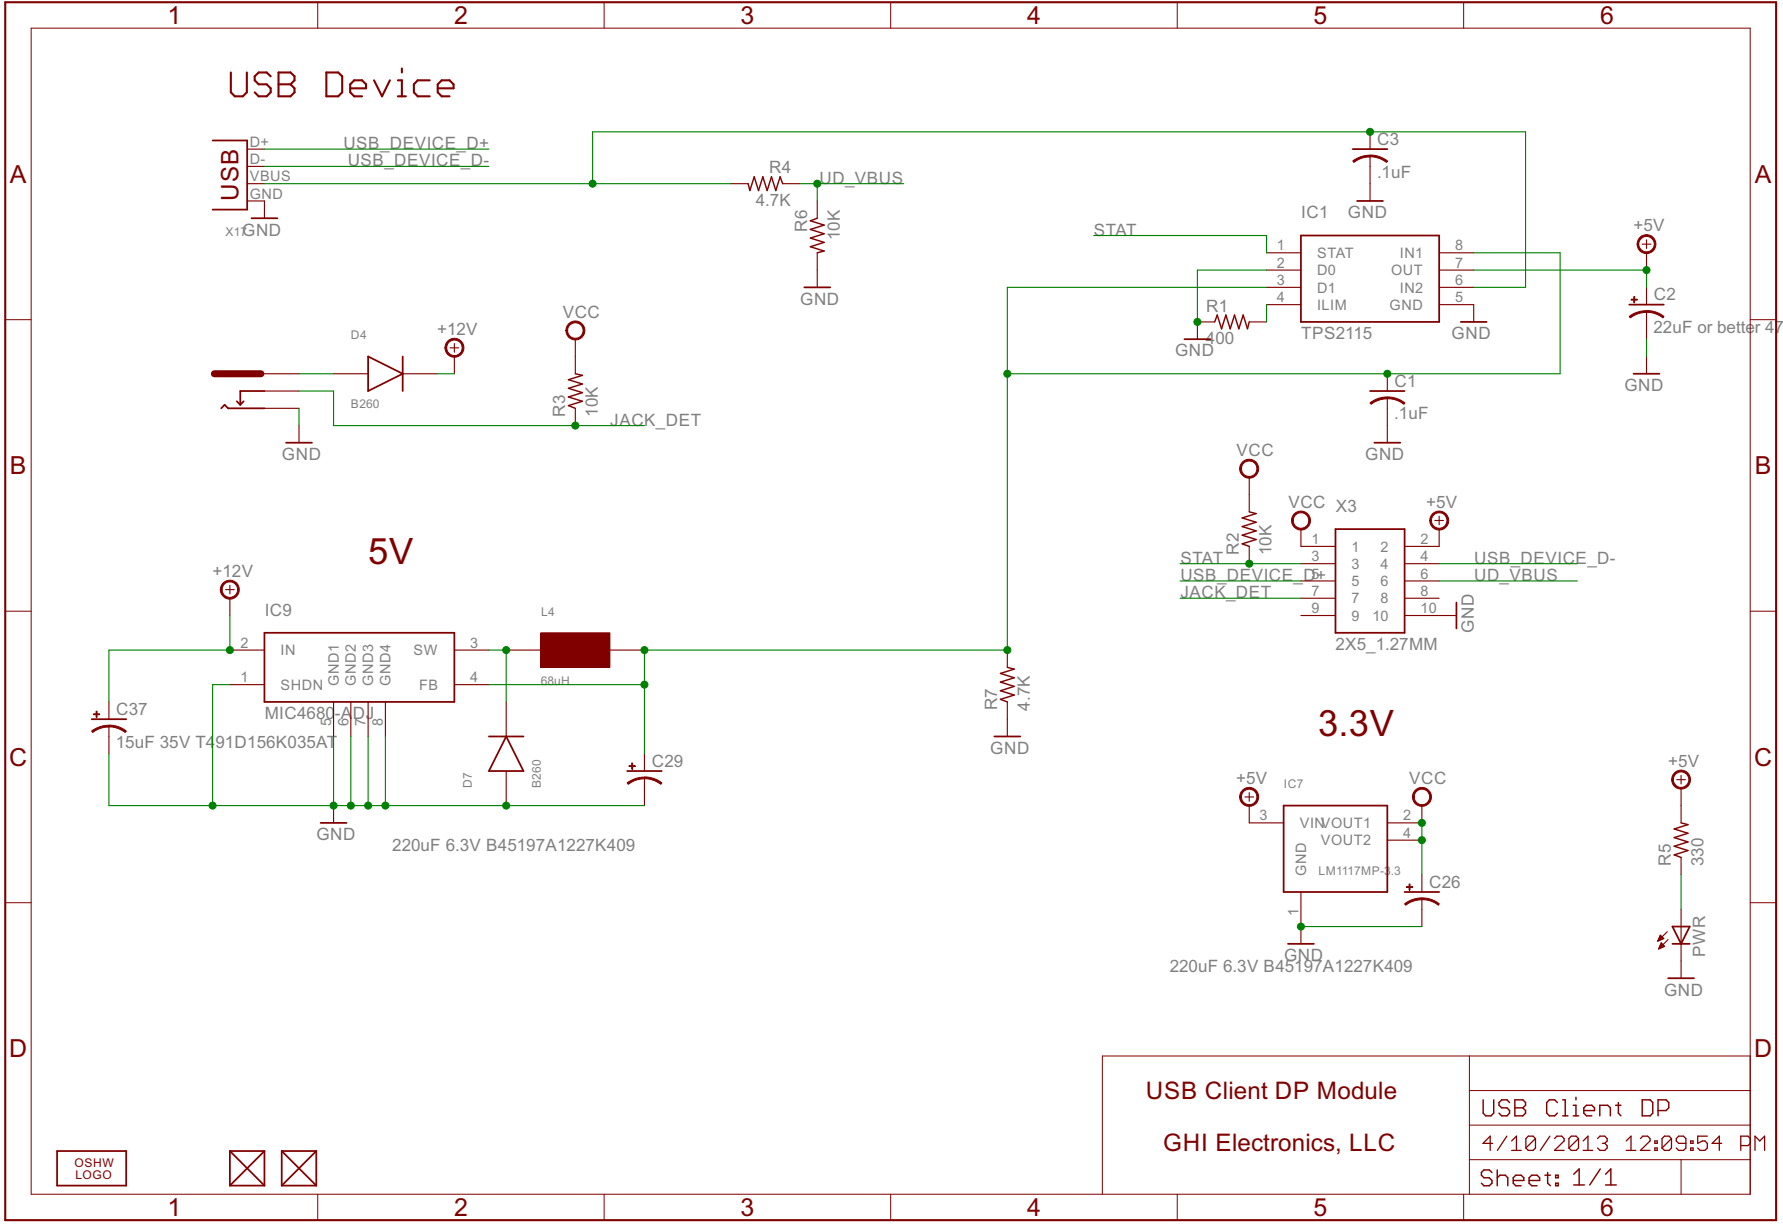 1 2 3 4 5 6
A A
B B
C C
D D
USB Device
USB
D+
D-
VBUS
GND
USB_DEVICE_D+
USB_DEVICE_D-
X17
GND
R4
4.7K
UD_VBUS
R6
10K
GND
C3
.1uF
GND
IC1
STAT
1
2
3
4
STAT
D0
D1
ILIM
IN1
OUT
IN2
GND
8
7
6
5
TPS2115
R1
400
GND
GND
+5V
C2
22uF or better 47
GND
C1
.1uF
GND
D4
B260
+12V
GND
VCC
R3
10K
JACK_DET
VCC
R2
10K
VCC
X3
+5V
STAT
USB_DEVICE_D+
JACK_DET
1
3
5
7
9
1 2
3 4
5 6
7 8
9 10
2
4
6
8
10
USB_DEVICE_D-
UD_VBUS
GND
2X5_1.27MM
5V
+12V
IC9
2
1
IN
SHDN
GND1
GND2
GND3
GND4
SW
FB
3
4
5
6
7
8
MIC4680-ADJ
L4
68uH
C37
15uF 35V T491D156K035AT
D7
B260
C29
GND
220uF 6.3V B45197A1227K409
R7
4.7K
GND
3.3V
+5V
IC7
VCC
3
VIN
VOUT1
VOUT2
GND
2
4
LM1117MP-3.3
1
C26
GND
220uF 6.3V B45197A1227K409
+5V
R5
330
PWR
GND
USB Client DP Module
GHI Electronics, LLC
USB Client DP
4/10/2013 12:09:54 PM
Sheet: 1/1
OSHW
LOGO
1 2 3 4 5 6